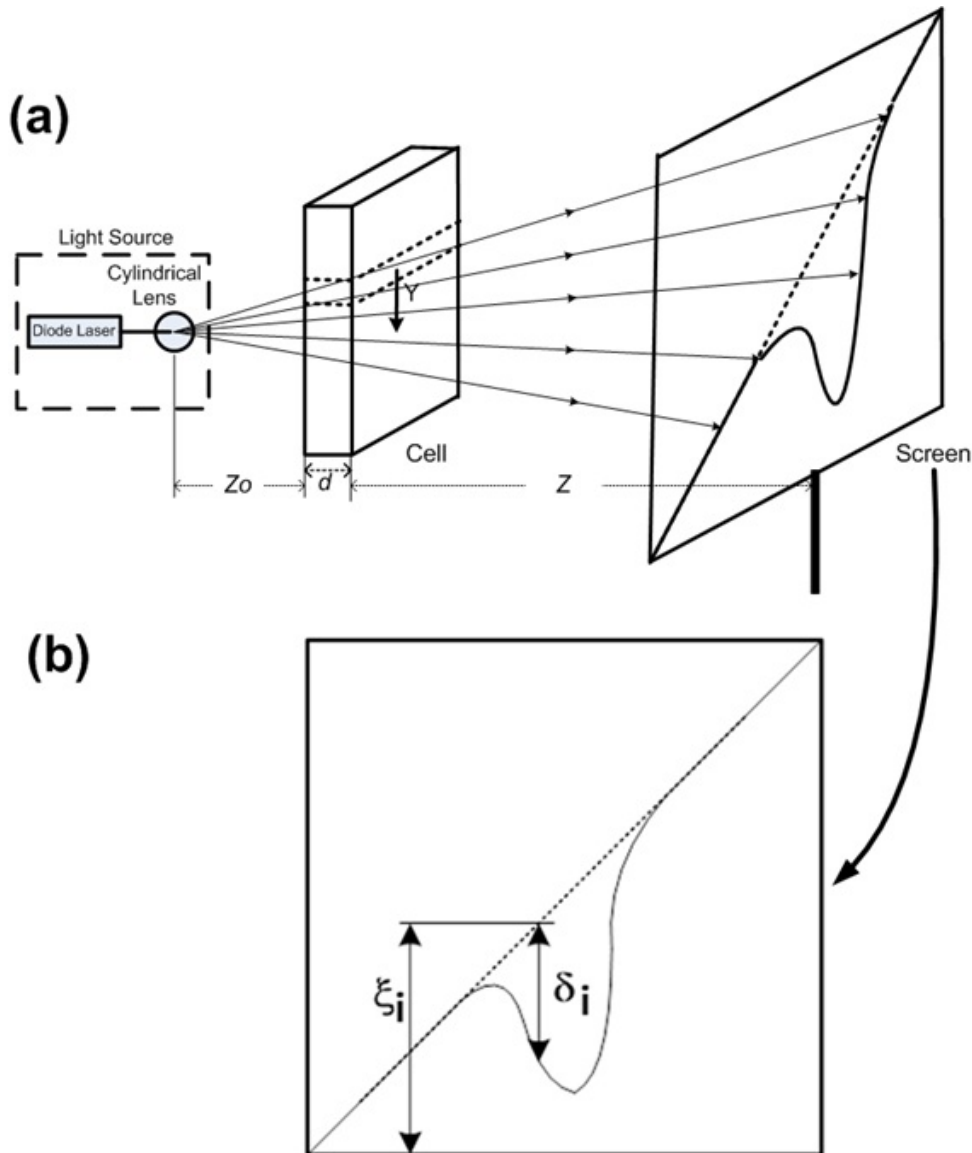 (a)
Light Source
Cylindrical
Lens
Diode Laser
Y
Cell
Screen
Zo
d
Z
(b)
ξi
δi